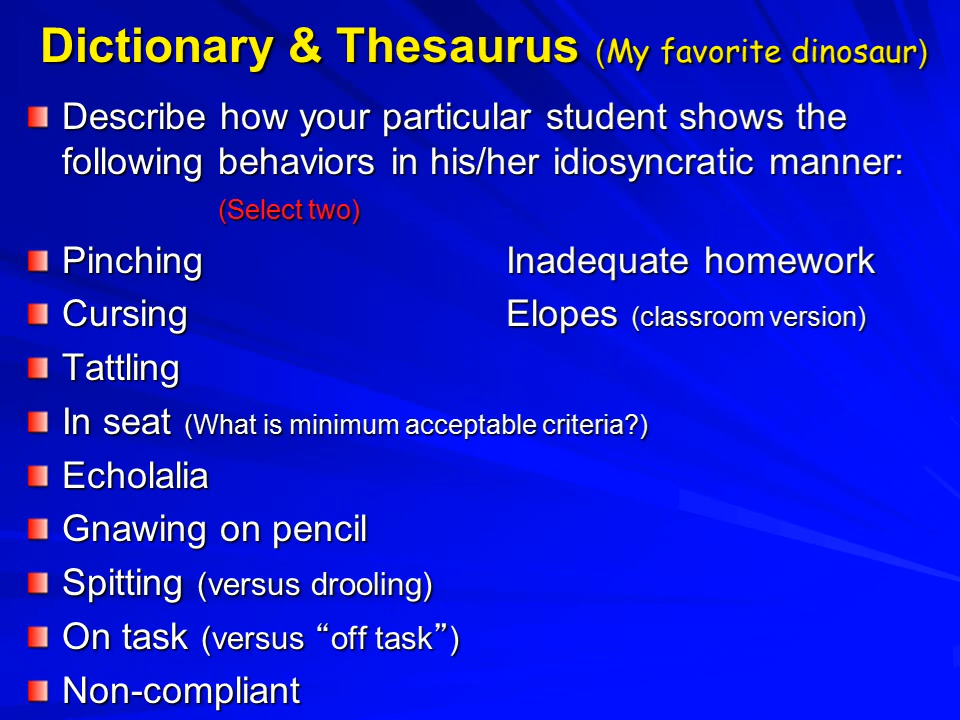 Dictionary & Thesaurus (My favorite dinosaur)
Describe how your particular student shows the
following behaviors in his/her idiosyncratic manner:
(Select two)
Pinching Inadequate homework
Cursing Elopes (classroom version)
Tattling
In seat (What is minimum acceptable criteria?)
Echolalia
Gnawing on pencil
Spitting (versus drooling)
On task (versus “off task”)
Non-compliant